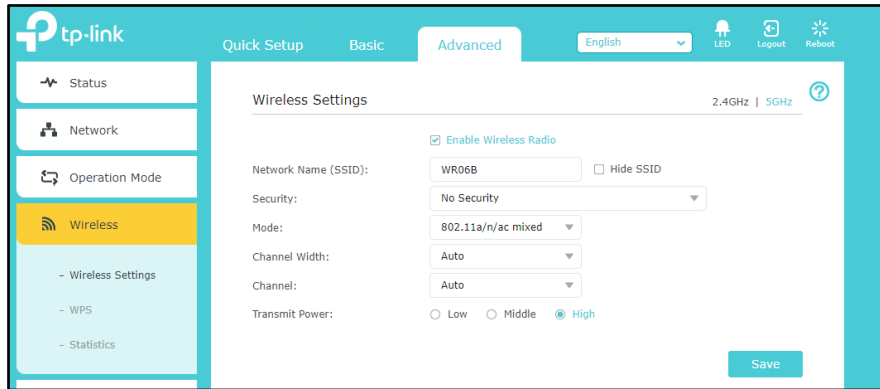 tp-link
Quick Setup Basic Advanced English LED Logout Reboot
Status
Network
Operation Mode
Wireless
- Wireless Settings
- WPS
- Statistics
Wireless Settings 2.4GHz | 5GHz ?
Enable Wireless Radio
Network Name (SSID): WR06B Hide SSID
Security: No Security
Mode: 802.11a/n/ac mixed
Channel Width: Auto
Channel: Auto
Transmit Power: Low Middle High
Save